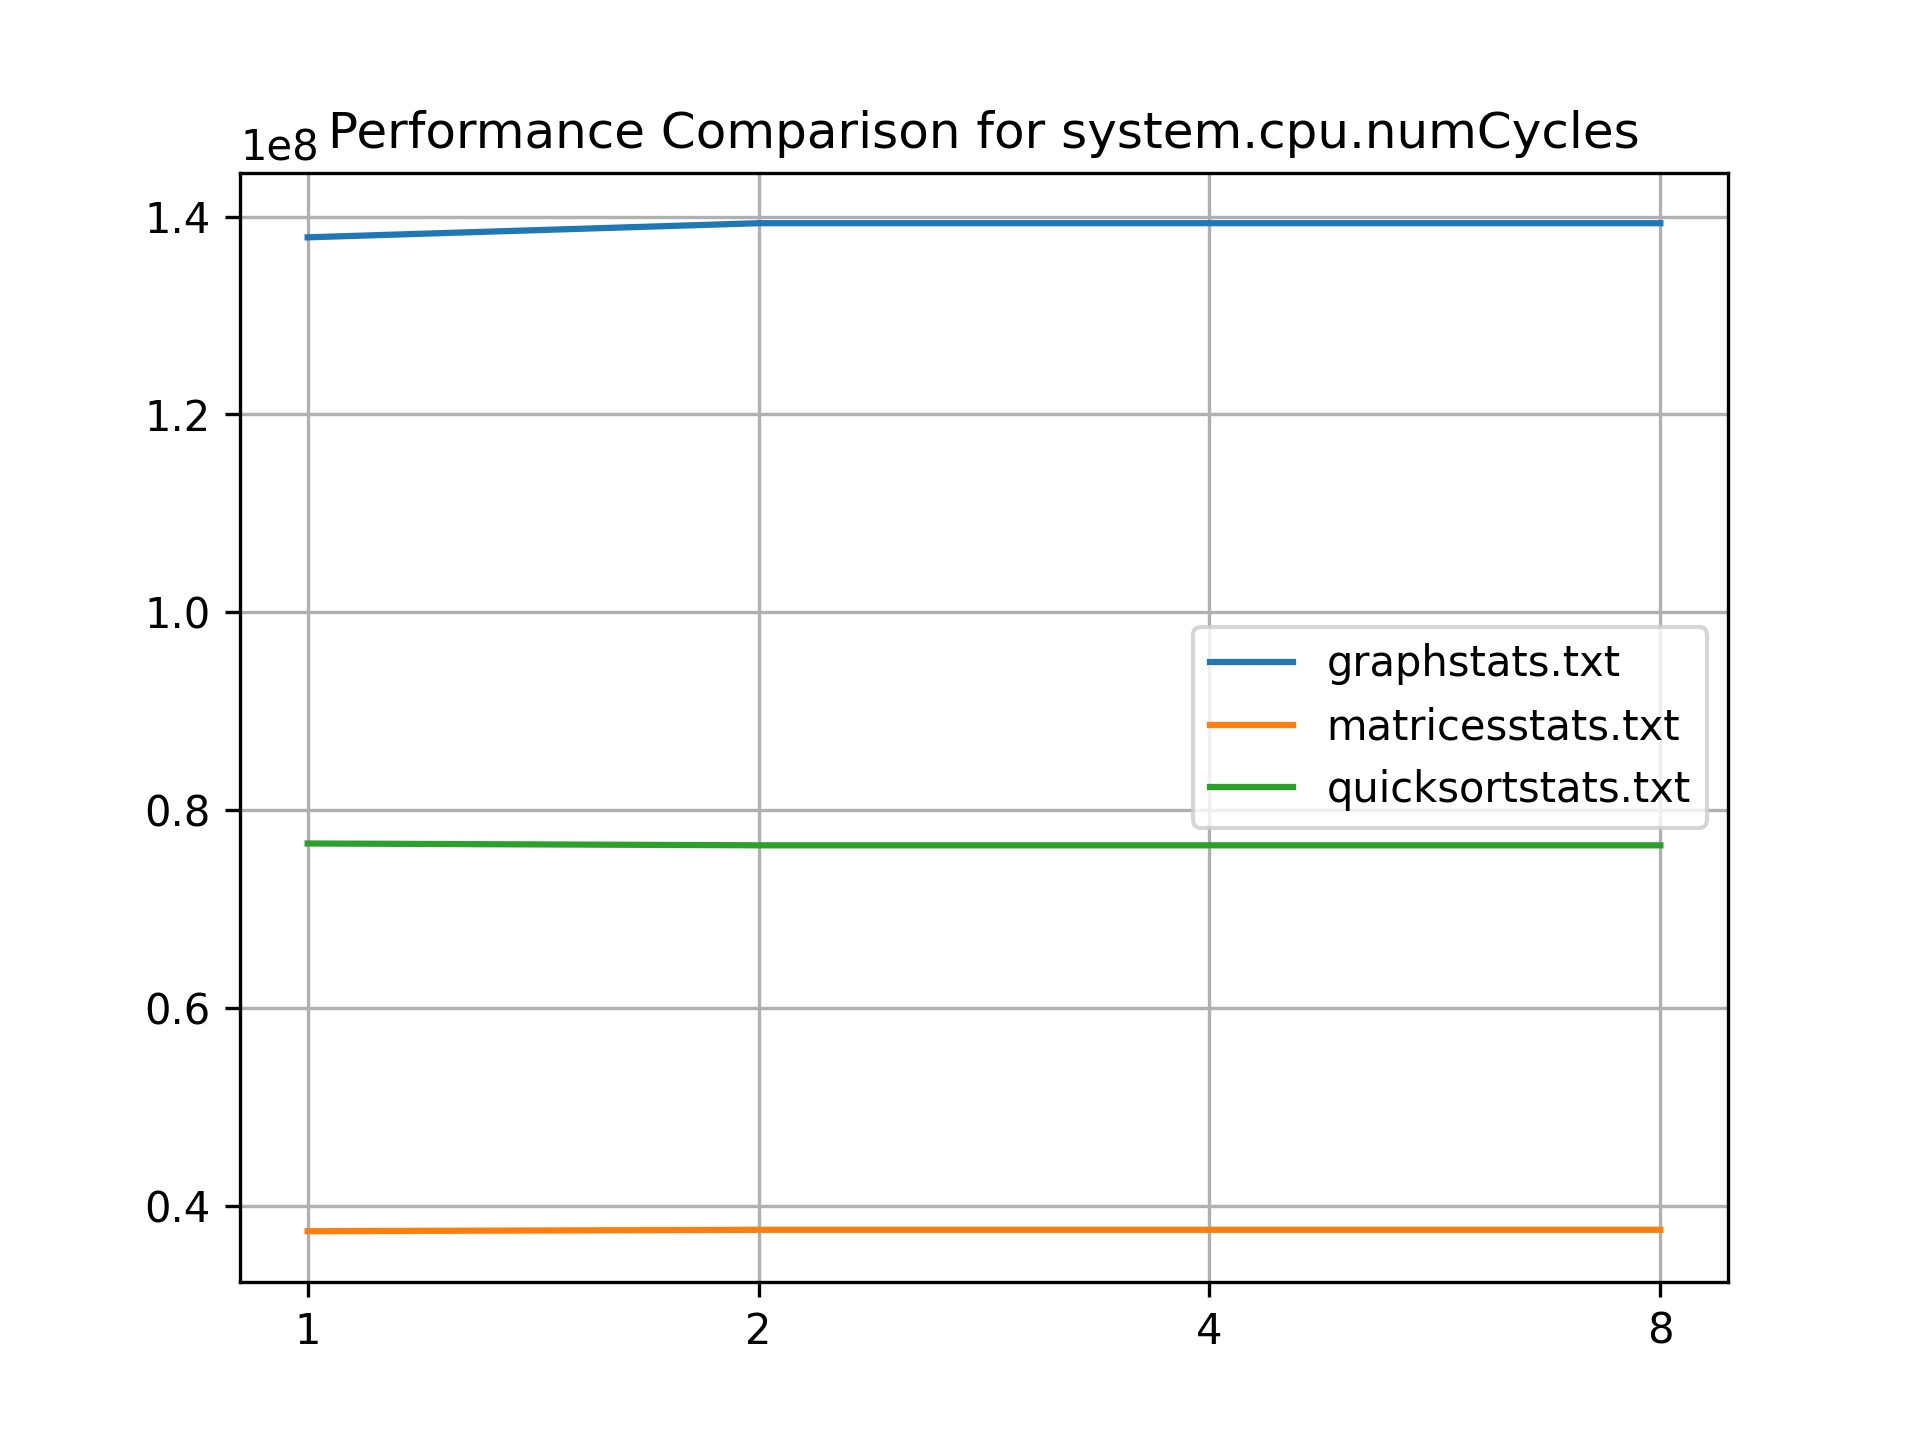 1e8 Performance Comparison for system.cpu.numCycles
1.4
1.2
1.0
graphstats.txt
matricesstats.txt
quicksortstats.txt
0.8
0.6
0.4
1 2 4 8